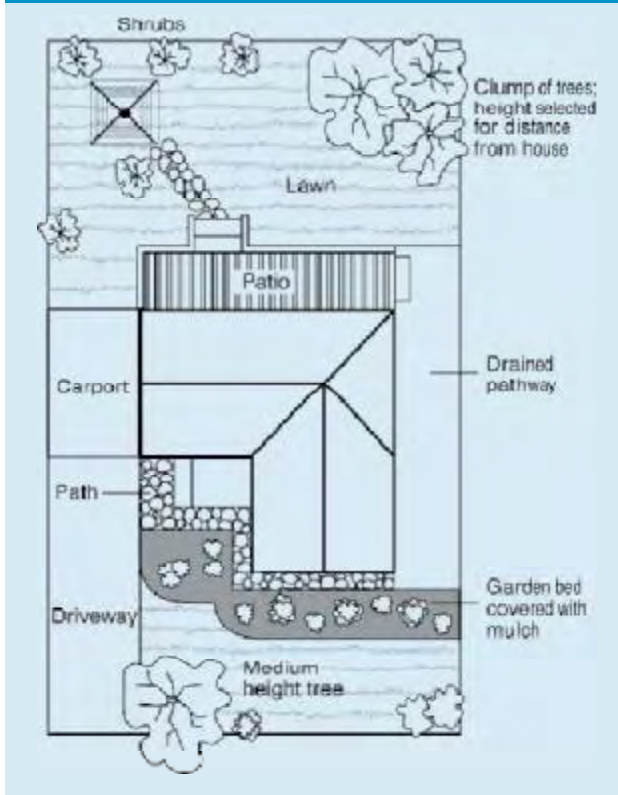 Shrubs
Clump of trees;
height selected
for distance
from house
Lawn
Patio
Carport
Drained
pathway
Path
Driveway
Garden bed
covered with
mulch
Medium
height tree